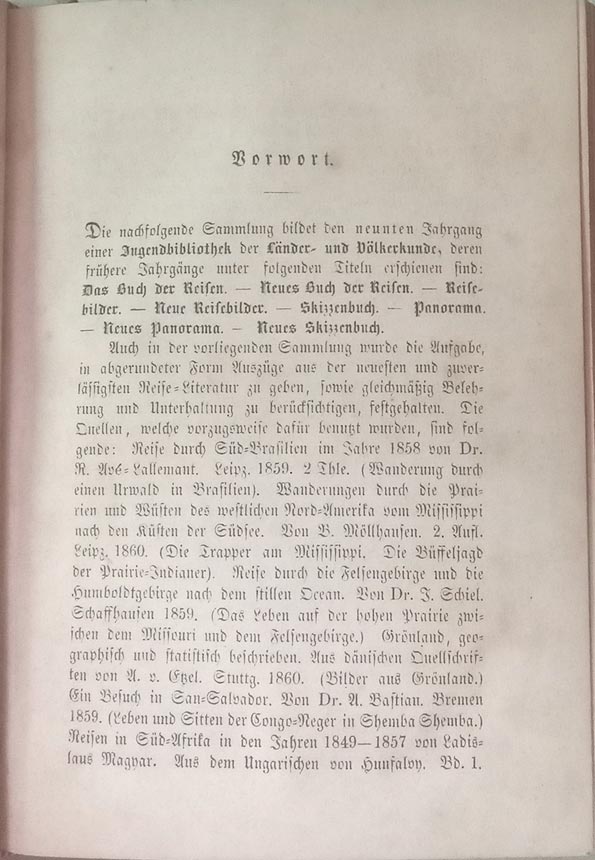 Vorwort.
Die nachfolgende Sammlung bildet den neunten Jahrgang
einer Jugendbibliothek der Länder- und Völkerkunde, deren
frühere Jahrgänge unter folgenden Titeln erschienen sind:
Das Buch der Reisen. — Neues Buch der Reisen. — Reise-
bilder. — Neue Reisebilder. — Skizzenbuch. — Panorama.
— Neues Panorama. — Neues Skizzenbuch.
Auch in der vorliegenden Sammlung wurde die Aufgabe,
in abgerundeter Form Auszüge aus der neuesten und zuver-
lässigsten Reise-Literatur zu geben, sowie gleichmäßig Beleh-
rung und Unterhaltung zu berücksichtigen, festgehalten. Die
Quellen, welche vorzugsweise dafür benutzt wurden, sind fol-
gende: Reise durch Süd-Brasilien im Jahre 1858 von Dr.
R. Avé-Lallemant. Leipz. 1859. 2 Thle. (Wanderung durch
einen Urwald in Brasilien). Wanderungen durch die Prai-
rien und Wüsten des westlichen Nord-Amerika vom Mississippi
nach den Küsten der Südsee. Von B. Möllhausen. 2. Aufl.
Leipz. 1860. (Die Trapper am Mississippi. Die Büffeljagd
der Prairie-Indianer). Reise durch die Felsengebirge und die
Humboldtgebirge nach dem stillen Ocean. Von Dr. J. Schiel.
Schaffhausen 1859. (Das Leben auf der hohen Prairie zwi-
schen dem Missouri und dem Felsengebirge.) Grönland, geo-
graphisch und statistisch beschrieben. Aus dänischen Quellschrif-
ten von A. v. Etzel. Stuttg. 1860. (Bilder aus Grönland.)
Ein Besuch in San-Salvador. Von Dr. A. Bastian. Bremen
1859. (Leben und Sitten der Congo-Neger in Shemba Shemba.)
Reisen in Süd-Afrika in den Jahren 1849—1857 von Ladis-
laus Magyar. Aus dem Ungarischen von Hunfalvy. Bd. 1.